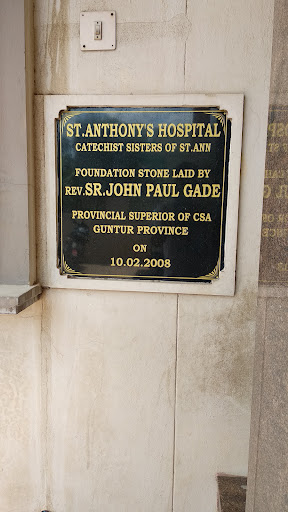 ST.ANTHONY'S HOSPITAL
CATECHIST SISTERS OF ST.ANN
FOUNDATION STONE LAID BY
REV.SR.JOHN PAUL GADE
PROVINCIAL SUPERIOR OF CSA
GUNTUR PROVINCE
ON
10.02.2008